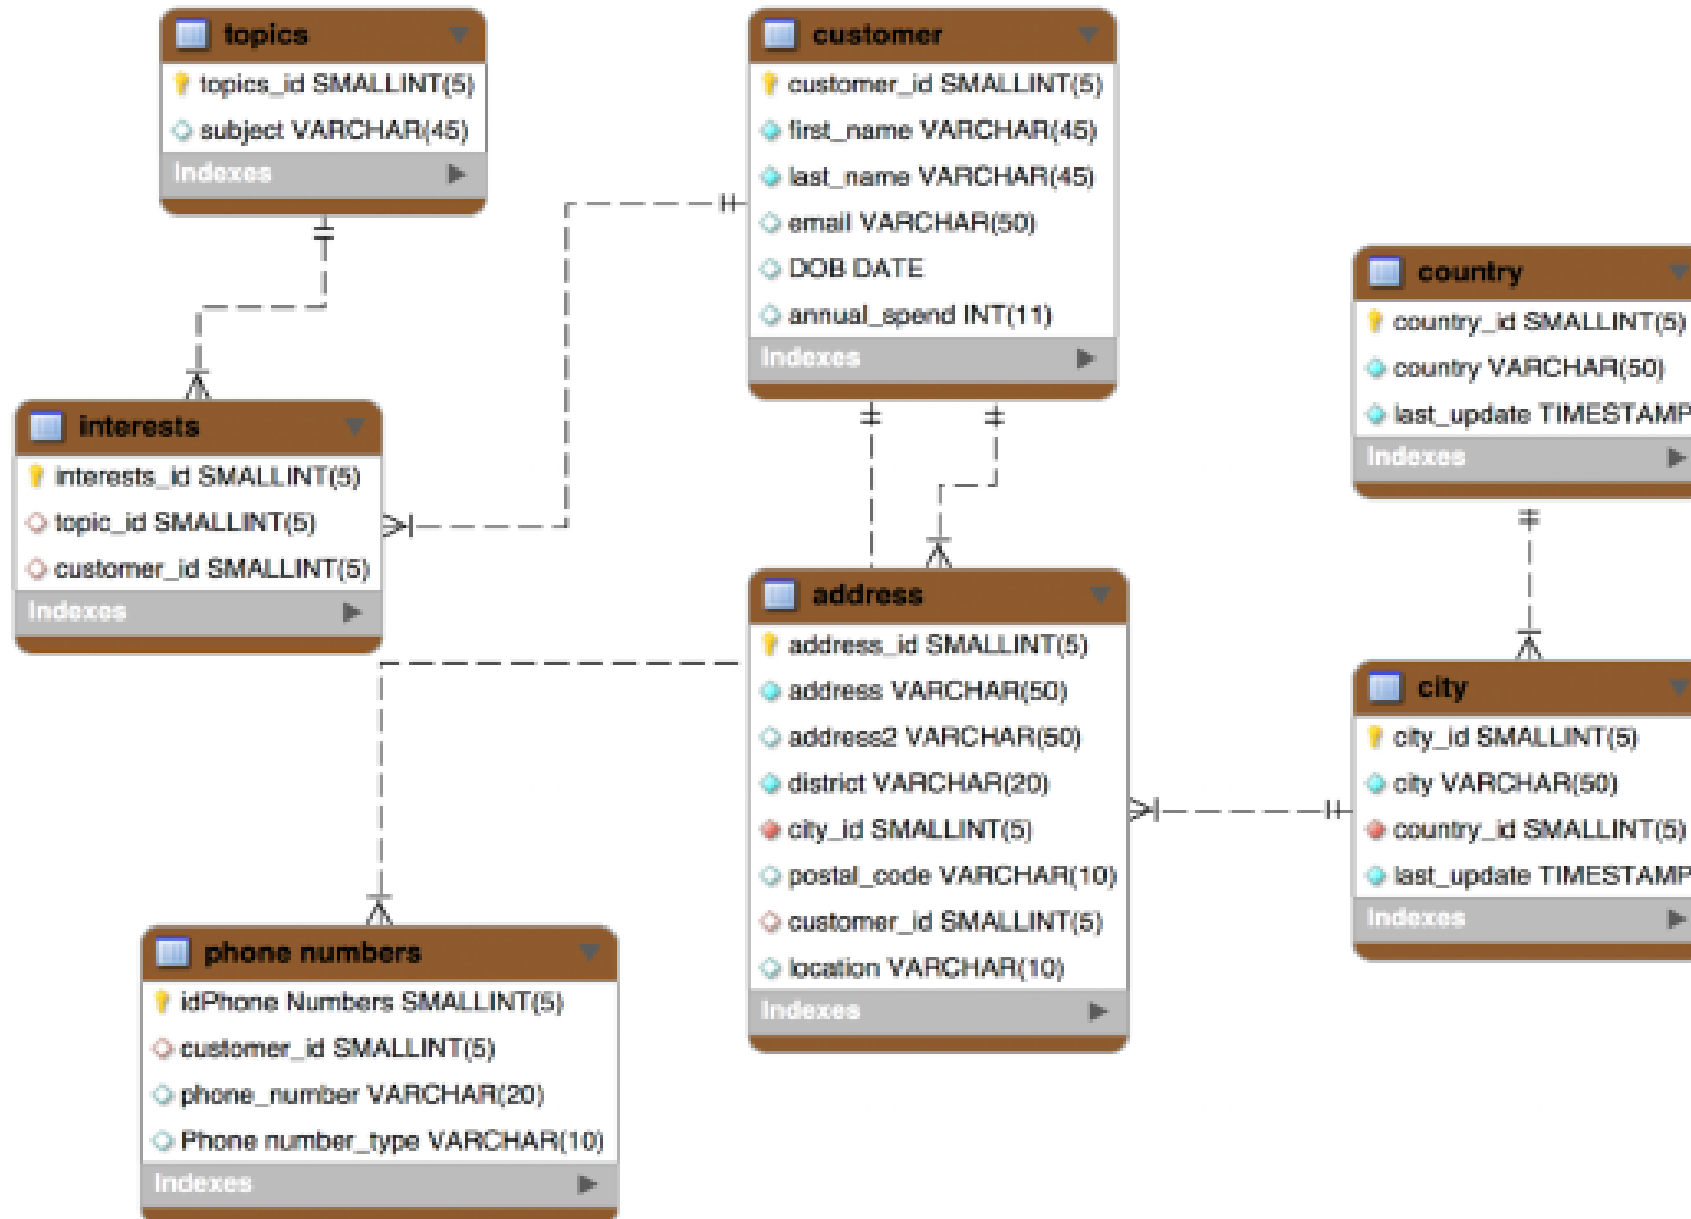 topics
topics_id SMALLINT(5)
subject VARCHAR(45)
Indexes
customer
customer_id SMALLINT(5)
first_name VARCHAR(45)
last_name VARCHAR(45)
email VARCHAR(50)
DOB DATE
annual_spend INT(11)
Indexes
country
country_id SMALLINT(5)
country VARCHAR(50)
last_update TIMESTAMP
Indexes
interests
interests_id SMALLINT(5)
topic_id SMALLINT(5)
customer_id SMALLINT(5)
Indexes
address
address_id SMALLINT(5)
address VARCHAR(50)
address2 VARCHAR(50)
district VARCHAR(20)
city_id SMALLINT(5)
postal_code VARCHAR(10)
customer_id SMALLINT(5)
location VARCHAR(10)
Indexes
city
city_id SMALLINT(5)
city VARCHAR(50)
country_id SMALLINT(5)
last_update TIMESTAMP
Indexes
phone numbers
idPhone Numbers SMALLINT(5)
customer_id SMALLINT(5)
phone_number VARCHAR(20)
Phone number_type VARCHAR(10)
Indexes